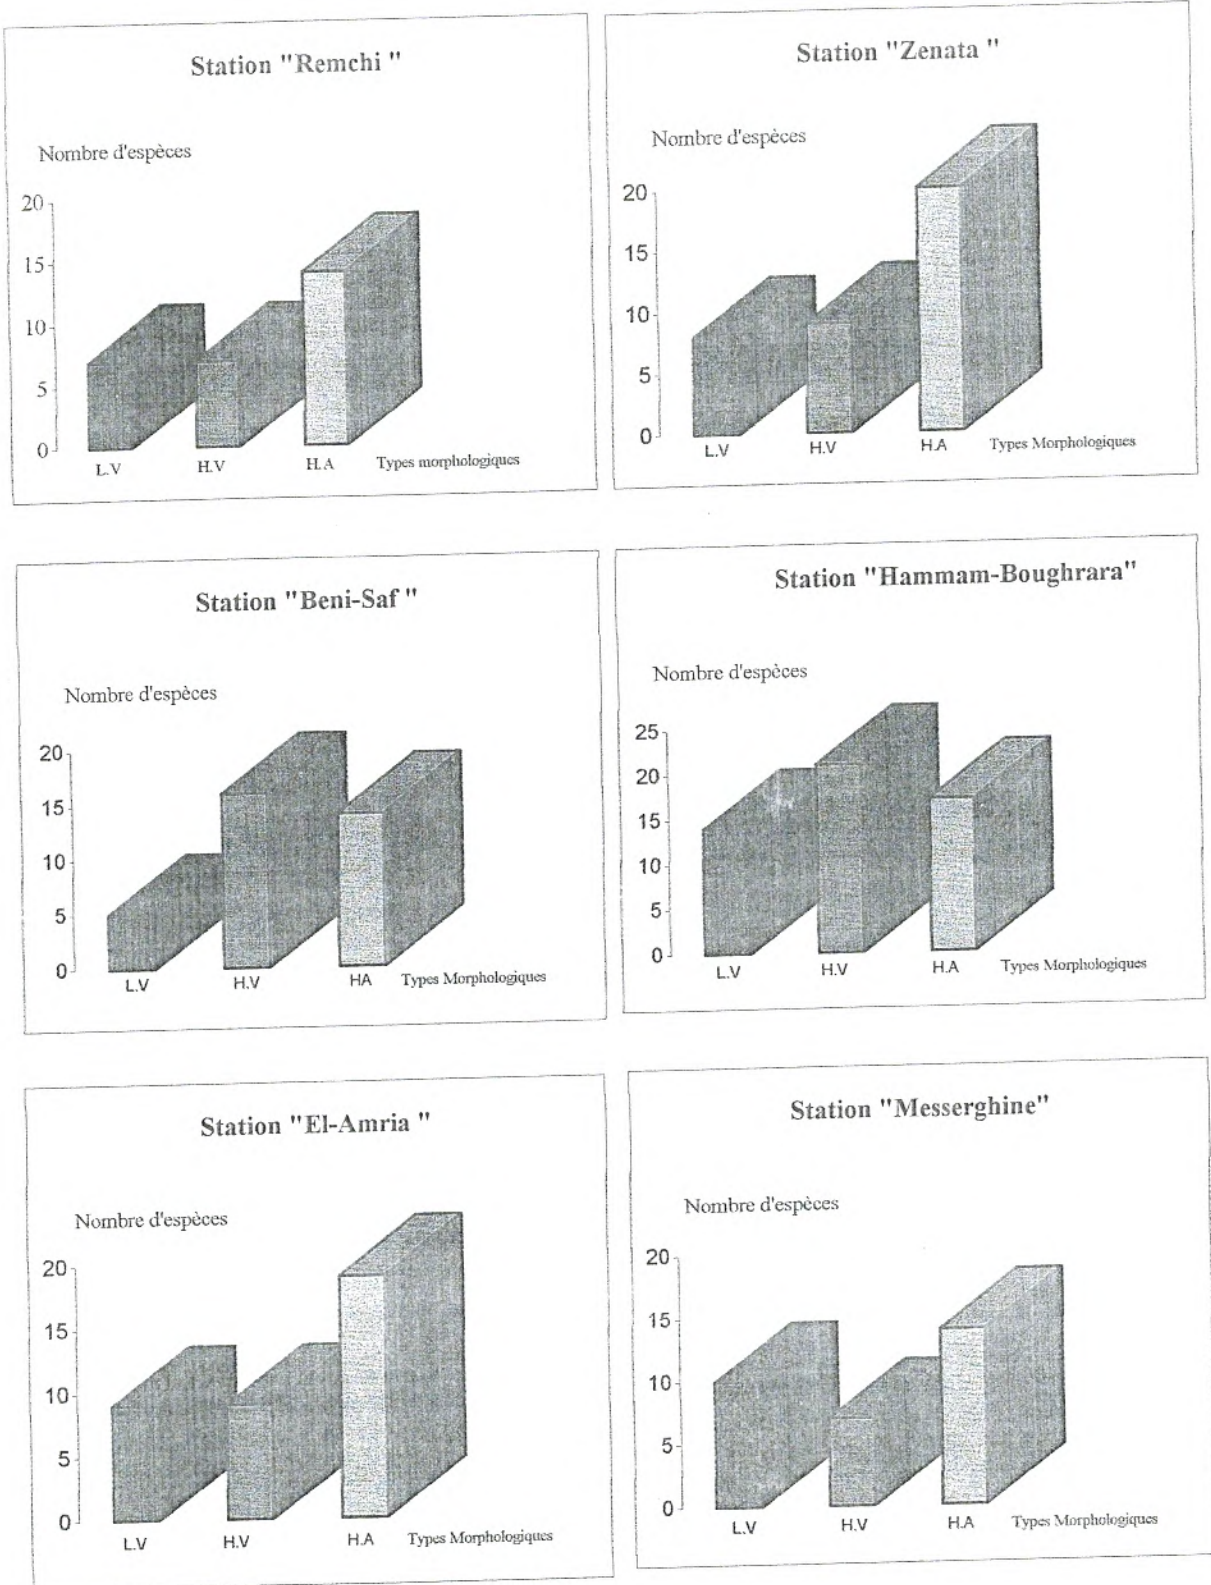 Station "Remchi "
Nombre d'espèces
20
15
10
5
0
L.V H.V H.A Types morphologiques
Station "Zenata "
Nombre d'espèces
20
15
10
5
0
L.V H.V H.A Types Morphologiques
Station "Beni-Saf "
Nombre d'espèces
20
15
10
5
0
L.V H.V HA Types Morphologiques
Station "Hammam-Boughrara"
Nombre d'espèces
25
20
15
10
5
0
L.V H.V H.A Types Morphologiques
Station "El-Amria "
Nombre d'espèces
20
15
10
5
0
L.V H.V H.A Types Morphologiques
Station "Messerghine"
Nombre d'espèces
20
15
10
5
0
L.V H.V H.A Types Morphologiques